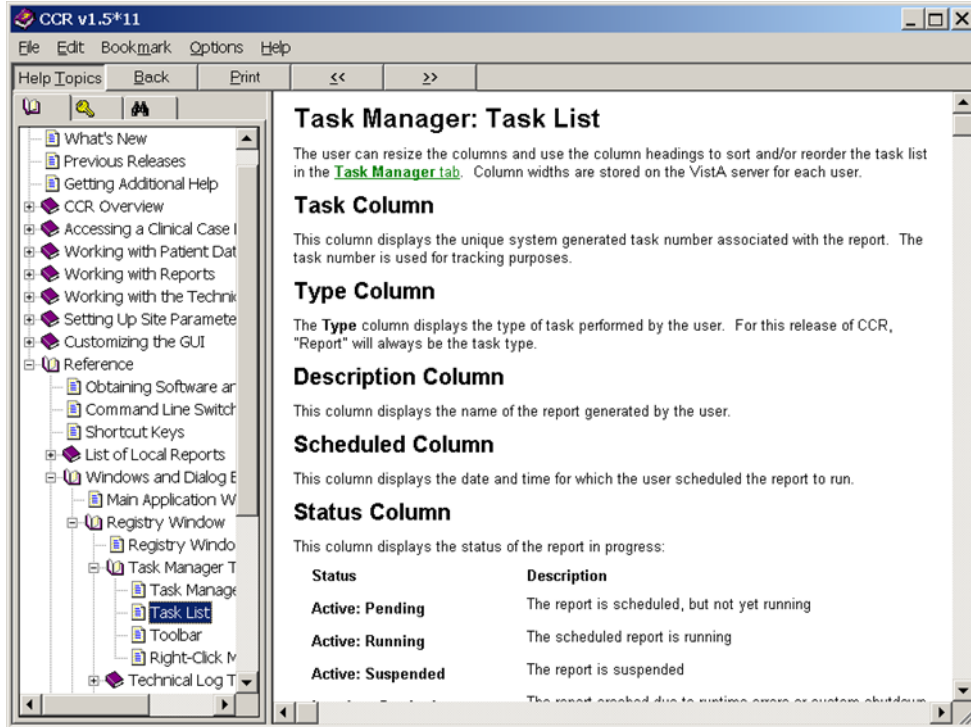 CCR v1.5*11
File Edit Bookmark Options Help
Help Topics Back Print << >>
What's New
Previous Releases
Getting Additional Help
CCR Overview
Accessing a Clinical Case
Working with Patient Dat
Working with Reports
Working with the Techni
Setting Up Site Paramete
Customizing the GUI
Reference
Obtaining Software an
Command Line Switch
Shortcut Keys
List of Local Reports
Windows and Dialog B
Main Application W
Registry Window
Registry Windo
Task Manager T
Task Manage
Task List
Toolbar
Right-Click M
Technical Log T
Task Manager: Task List
The user can resize the columns and use the column headings to sort and/or reorder the task list
in the Task Manager tab. Column widths are stored on the VistA server for each user.
Task Column
This column displays the unique system generated task number associated with the report. The
task number is used for tracking purposes.
Type Column
The Type column displays the type of task performed by the user. For this release of CCR,
"Report" will always be the task type.
Description Column
This column displays the name of the report generated by the user.
Scheduled Column
This column displays the date and time for which the user scheduled the report to run.
Status Column
This column displays the status of the report in progress:
Status Description
Active: Pending The report is scheduled, but not yet running
Active: Running The scheduled report is running
Active: Suspended The report is suspended
The report crashed due to runtime errors or system shutdown